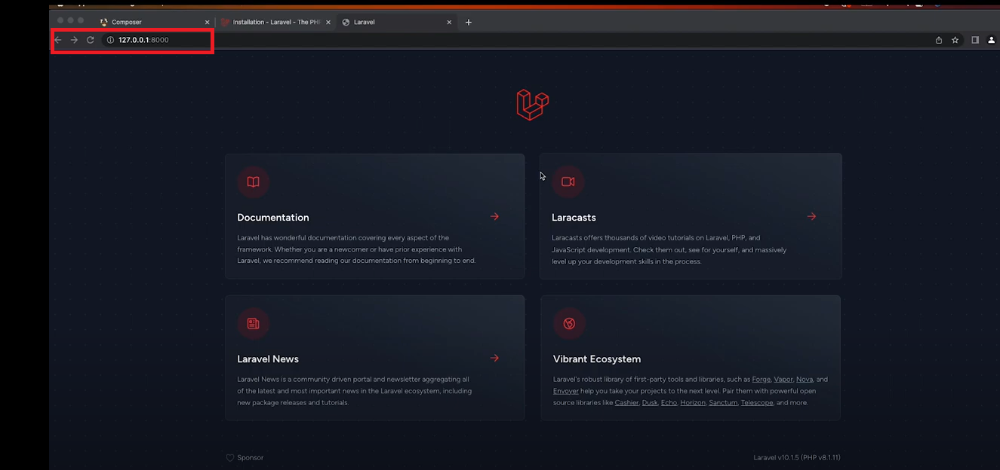 Composer
Installation - Laravel - The PH
Laravel
127.0.0.1:8000
Documentation
Laravel has wonderful documentation covering every aspect of the
framework. Whether you are a newcomer or have prior experience with
Laravel, we recommend reading our documentation from beginning to end.
Laracasts
Laracasts offers thousands of video tutorials on Laravel, PHP, and
JavaScript development. Check them out, see for yourself, and massively
level up your development skills in the process.
Laravel News
Laravel News is a community driven portal and newsletter aggregating all
of the latest and most important news in the Laravel ecosystem, including
new package releases and tutorials.
Vibrant Ecosystem
Laravel's robust library of first-party tools and libraries, such as Forge, Vapor, Nova, and
Envoyer help you take your projects to the next level. Pair them with powerful open
source libraries like Cashier, Dusk, Echo, Horizon, Sanctum, Telescope, and more.
Sponsor
Laravel v10.1.5 (PHP v8.1.11)